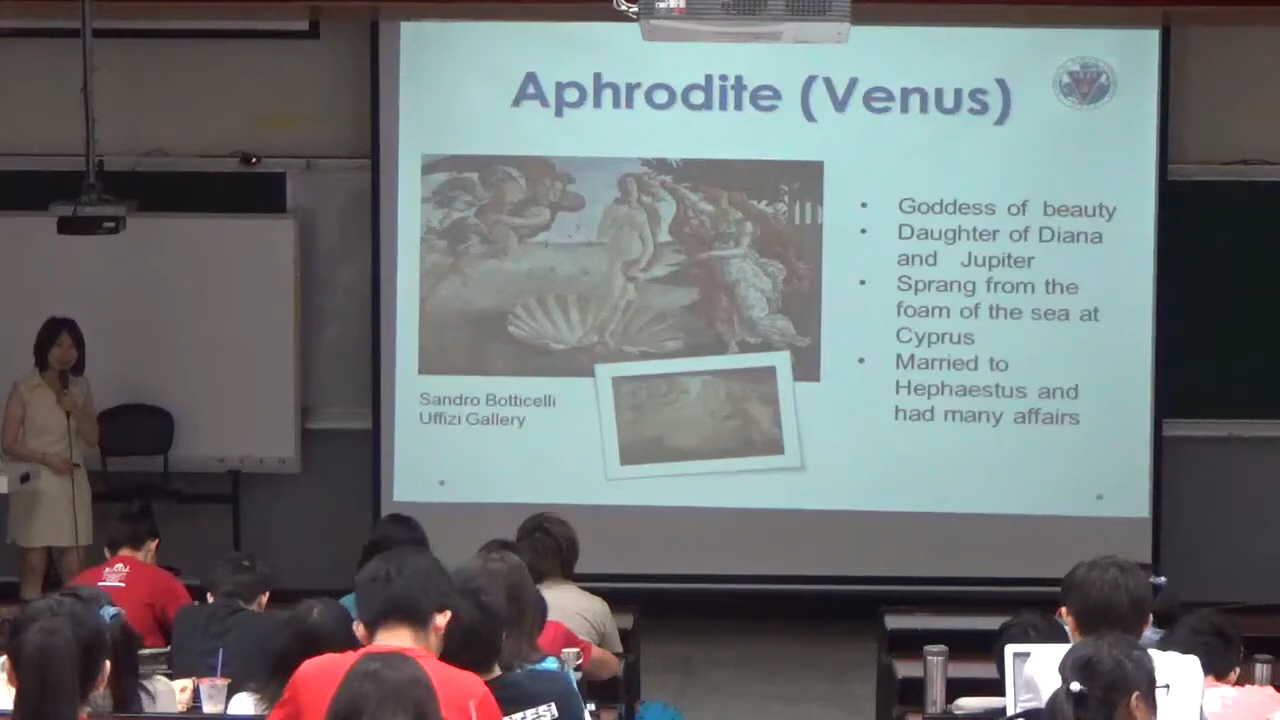 Aphrodite (Venus)
• Goddess of beauty
• Daughter of Diana
and Jupiter
• Sprang from the
foam of the sea at
Cyprus
• Married to
Hephaestus and
had many affairs
Sandro Botticelli
Uffizi Gallery